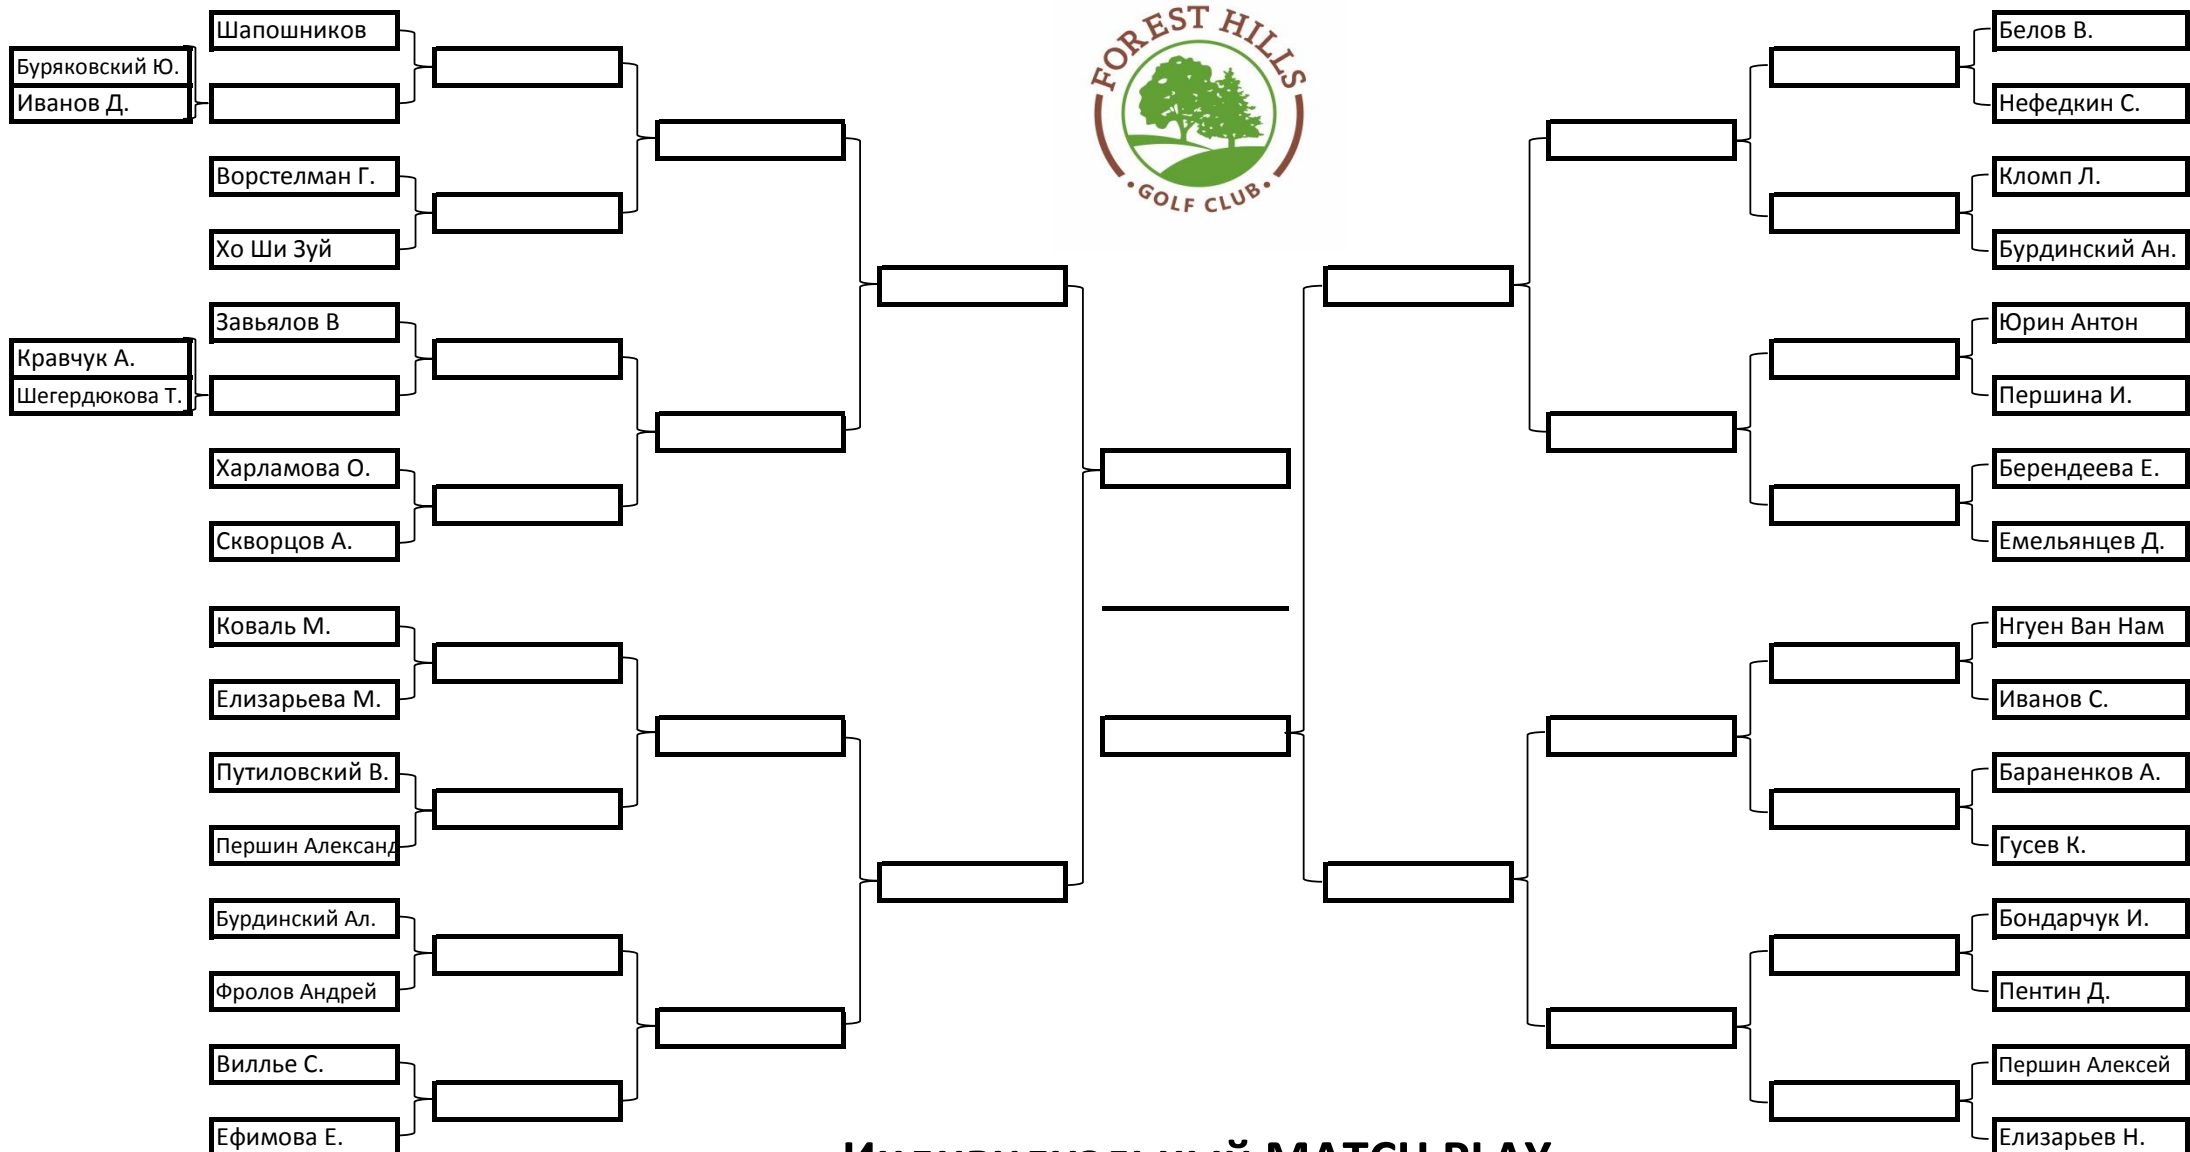 Шапошников
Буряковский Ю.
Иванов Д.
Ворстелман Г.
Хо Ши Зуй
Завьялов В
Кравчук А.
Шегердюкова Т.
Харламова О.
Скворцов А.
Коваль М.
Елизарьева М.
Путиловский В.
Першин Александ
Бурдинский Ал.
Фролов Андрей
Виллье С.
Ефимова Е.
FOREST HILLS
GOLF CLUB
Белов В.
Нефедкин С.
Кломп Л.
Бурдинский Ан.
Юрин Антон
Першина И.
Берендеева Е.
Емельянцев Д.
Нгуен Ван Нам
Иванов С.
Бараненков А.
Гусев К.
Бондарчук И.
Пентин Д.
Першин Алексей
Елизарьев Н.
Индивидуальный MATCH PLAY